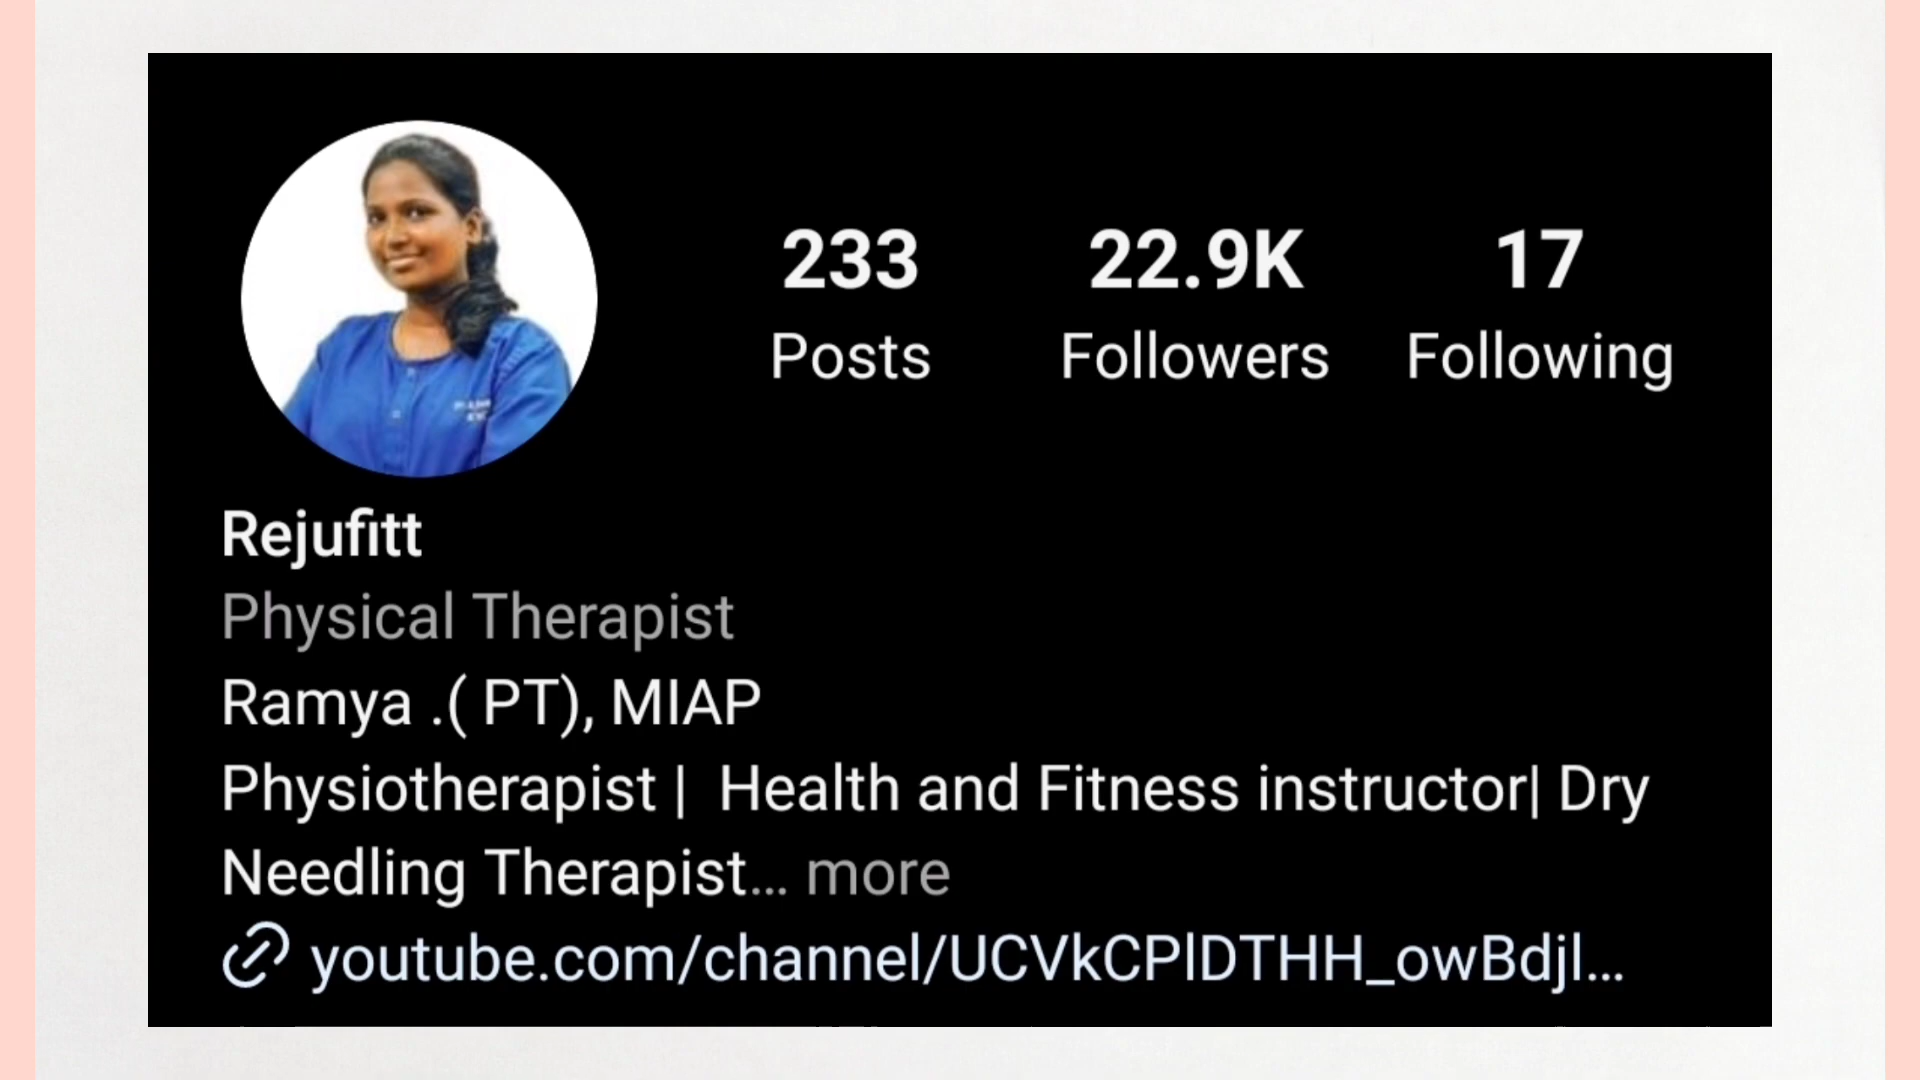 233 22.9K 17
Posts Followers Following
Rejufitt
Physical Therapist
Ramya .( PT), MIAP
Physiotherapist | Health and Fitness instructor| Dry
Needling Therapist... more
youtube.com/channel/UCVkCPlDTHH_owBdjl...